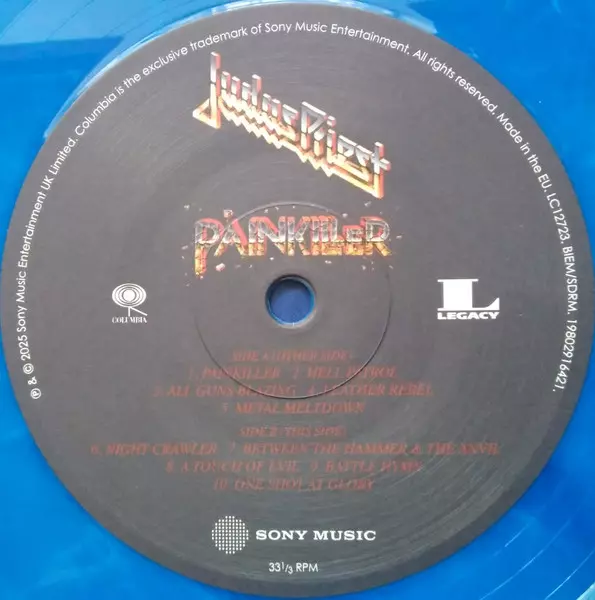 ℗ & © 2025 Sony Music Entertainment UK Limited. Columbia is the exclusive trademark of Sony Music Entertainment. All rights reserved. Made in the EU. LC12723. BIEM/SDRM. 19802916421.
Judas Priest
PAINKILLER
COLUMBIA
L
LEGACY
SIDE A (OTHER SIDE)
1. PAINKILLER 2. HELL PATROL
3. ALL GUNS BLAZING 4. LEATHER REBEL
5. METAL MELTDOWN
SIDE B (THIS SIDE)
6. NIGHT CRAWLER 7. BETWEEN THE HAMMER & THE ANVIL
8. A TOUCH OF EVIL 9. BATTLE HYMN
10. ONE SHOT AT GLORY
SONY MUSIC
33 1/3 RPM